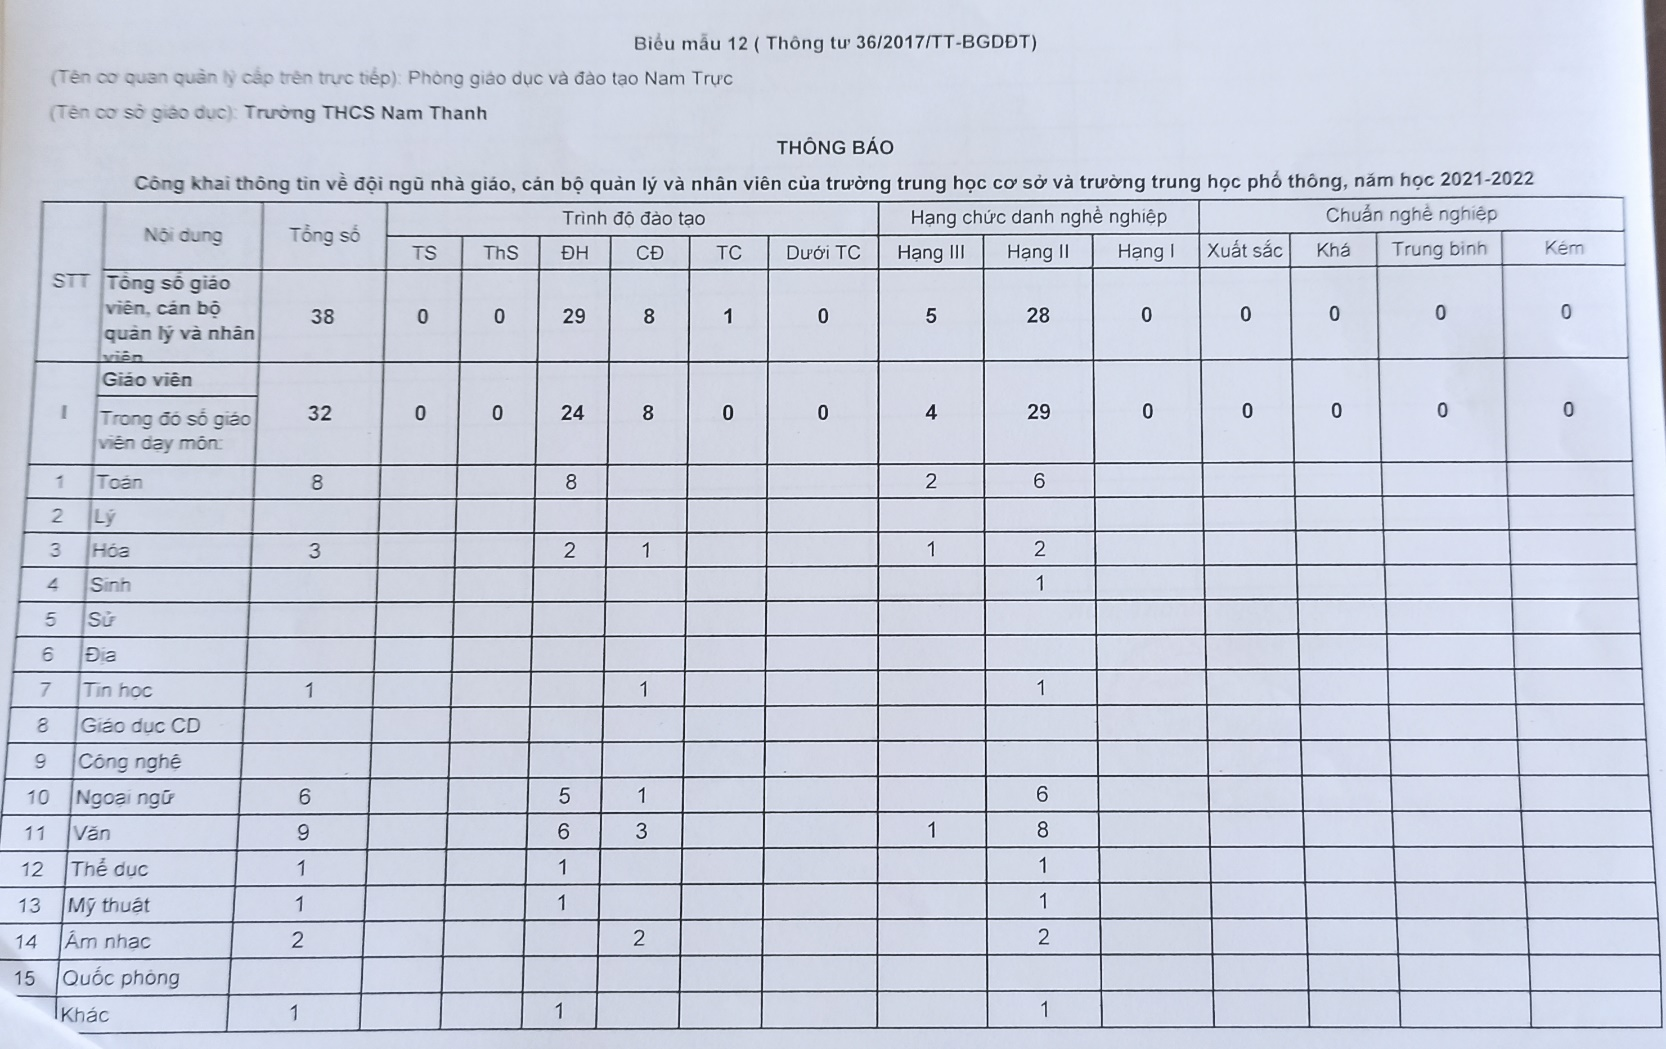 Biểu mẫu 12 ( Thông tư 36/2017/TT-BGDĐT)
(Tên cơ quan quản lý cấp trên trực tiếp): Phòng giáo dục và đào tạo Nam Trực
(Tên cơ sở giáo dục): Trường THCS Nam Thanh
THÔNG BÁO
Công khai thông tin về đội ngũ nhà giáo, cán bộ quản lý và nhân viên của trường trung học cơ sở và trường trung học phổ thông, năm học 2021-2022
STT Nội dung Tổng số Trình độ đào tạo Hạng chức danh nghề nghiệp Chuẩn nghề nghiệp
TS ThS ĐH CĐ TC Dưới TC Hạng III Hạng II Hạng I Xuất sắc Khá Trung bình Kém
Tổng số giáo
viên, cán bộ
quản lý và nhân
viên
38 0 0 29 8 1 0 5 28 0 0 0 0 0
I Giáo viên
Trong đó số giáo
viên dạy môn:
32 0 0 24 8 0 0 4 29 0 0 0 0 0
1 Toán 8 8 2 6
2 Lý
3 Hóa 3 2 1 1 2
4 Sinh 1
5 Sử
6 Địa
7 Tin học 1 1 1
8 Giáo dục CD
9 Công nghệ
10 Ngoại ngữ 6 5 1 6
11 Văn 9 6 3 1 8
12 Thể dục 1 1 1
13 Mỹ thuật 1 1 1
14 Âm nhạc 2 2 2
15 Quốc phòng
Khác 1 1 1